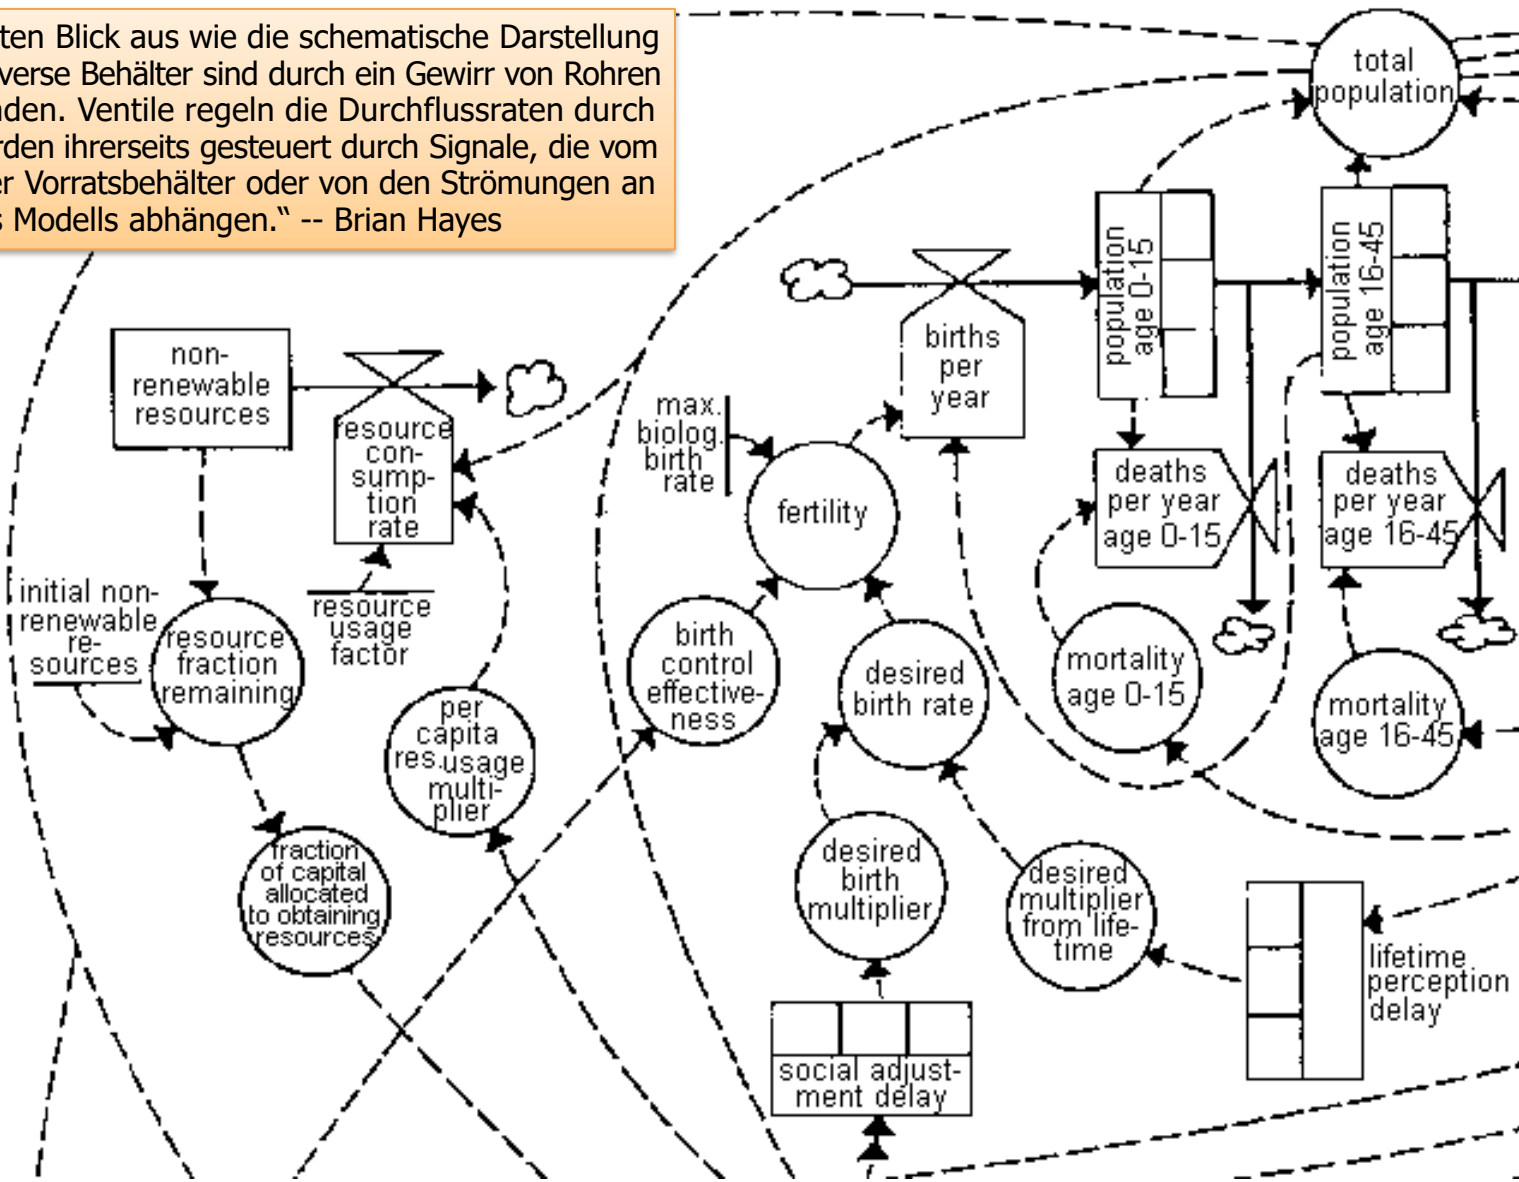 ten Blick aus wie die schematische Darstellung
verse Behälter sind durch ein Gewirr von Rohren
nden. Ventile regeln die Durchflussraten durch
rden ihrerseits gesteuert durch Signale, die vom
er Vorratsbehälter oder von den Strömungen an
s Modells abhängen.“ -- Brian Hayes
total
population
population
age 0-15
population
age 16-45
births
per
year
non-
renewable
resources
resource
con-
sump-
tion
rate
max.
biolog.
birth
rate
fertility
deaths
per year
age 0-15
deaths
per year
age 16-45
initial non-
renewable
re-
sources
resource
fraction
remaining
resource
usage
factor
birth
control
effective-
ness
desired
birth rate
mortality
age 0-15
mortality
age 16-45
per
capita
res.usage
multi-
plier
fraction
of capital
allocated
to obtaining
resources
desired
birth
multiplier
desired
multiplier
from life-
time
lifetime
perception
delay
social adjust-
ment delay